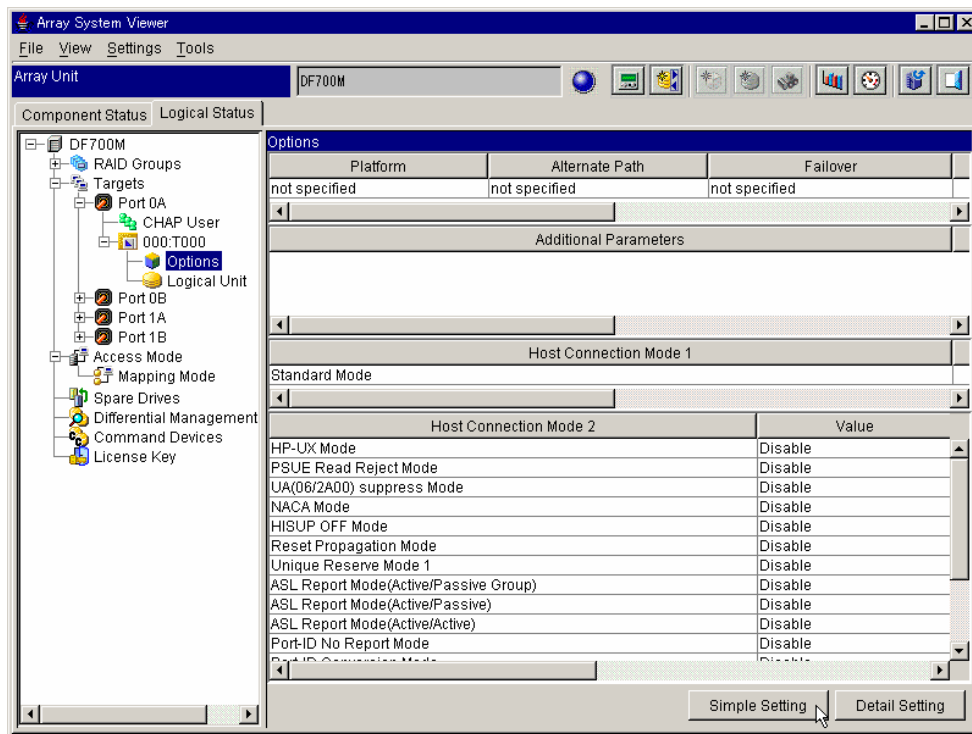 Array System Viewer
File View Settings Tools
Array Unit
DF700M
Component Status Logical Status
DF700M
RAID Groups
Targets
Port 0A
CHAP User
000:T000
Options
Logical Unit
Port 0B
Port 1A
Port 1B
Access Mode
Mapping Mode
Spare Drives
Differential Management
Command Devices
License Key
Options
Platform Alternate Path Failover
not specified not specified not specified
Additional Parameters
Host Connection Mode 1
Standard Mode
Host Connection Mode 2 Value
HP-UX Mode Disable
PSUE Read Reject Mode Disable
UA(06/2A00) suppress Mode Disable
NACA Mode Disable
HISUP OFF Mode Disable
Reset Propagation Mode Disable
Unique Reserve Mode 1 Disable
ASL Report Mode(Active/Passive Group) Disable
ASL Report Mode(Active/Passive) Disable
ASL Report Mode(Active/Active) Disable
Port-ID No Report Mode Disable
Simple Setting Detail Setting